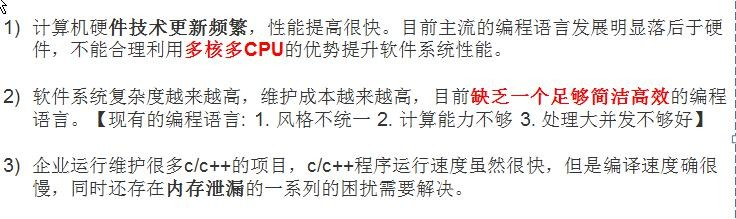 1) 计算机硬件技术更新频繁，性能提高很快。目前主流的编程语言发展明显落后于硬
件，不能合理利用多核多CPU的优势提升软件系统性能。
2) 软件系统复杂度越来越高，维护成本越来越高，目前缺乏一个足够简洁高效的编程
语言。【现有的编程语言: 1. 风格不统一 2. 计算能力不够 3. 处理大并发不够好】
3) 企业运行维护很多c/c++的项目，c/c++程序运行速度虽然很快，但是编译速度确很
慢，同时还存在内存泄漏的一系列的困扰需要解决。